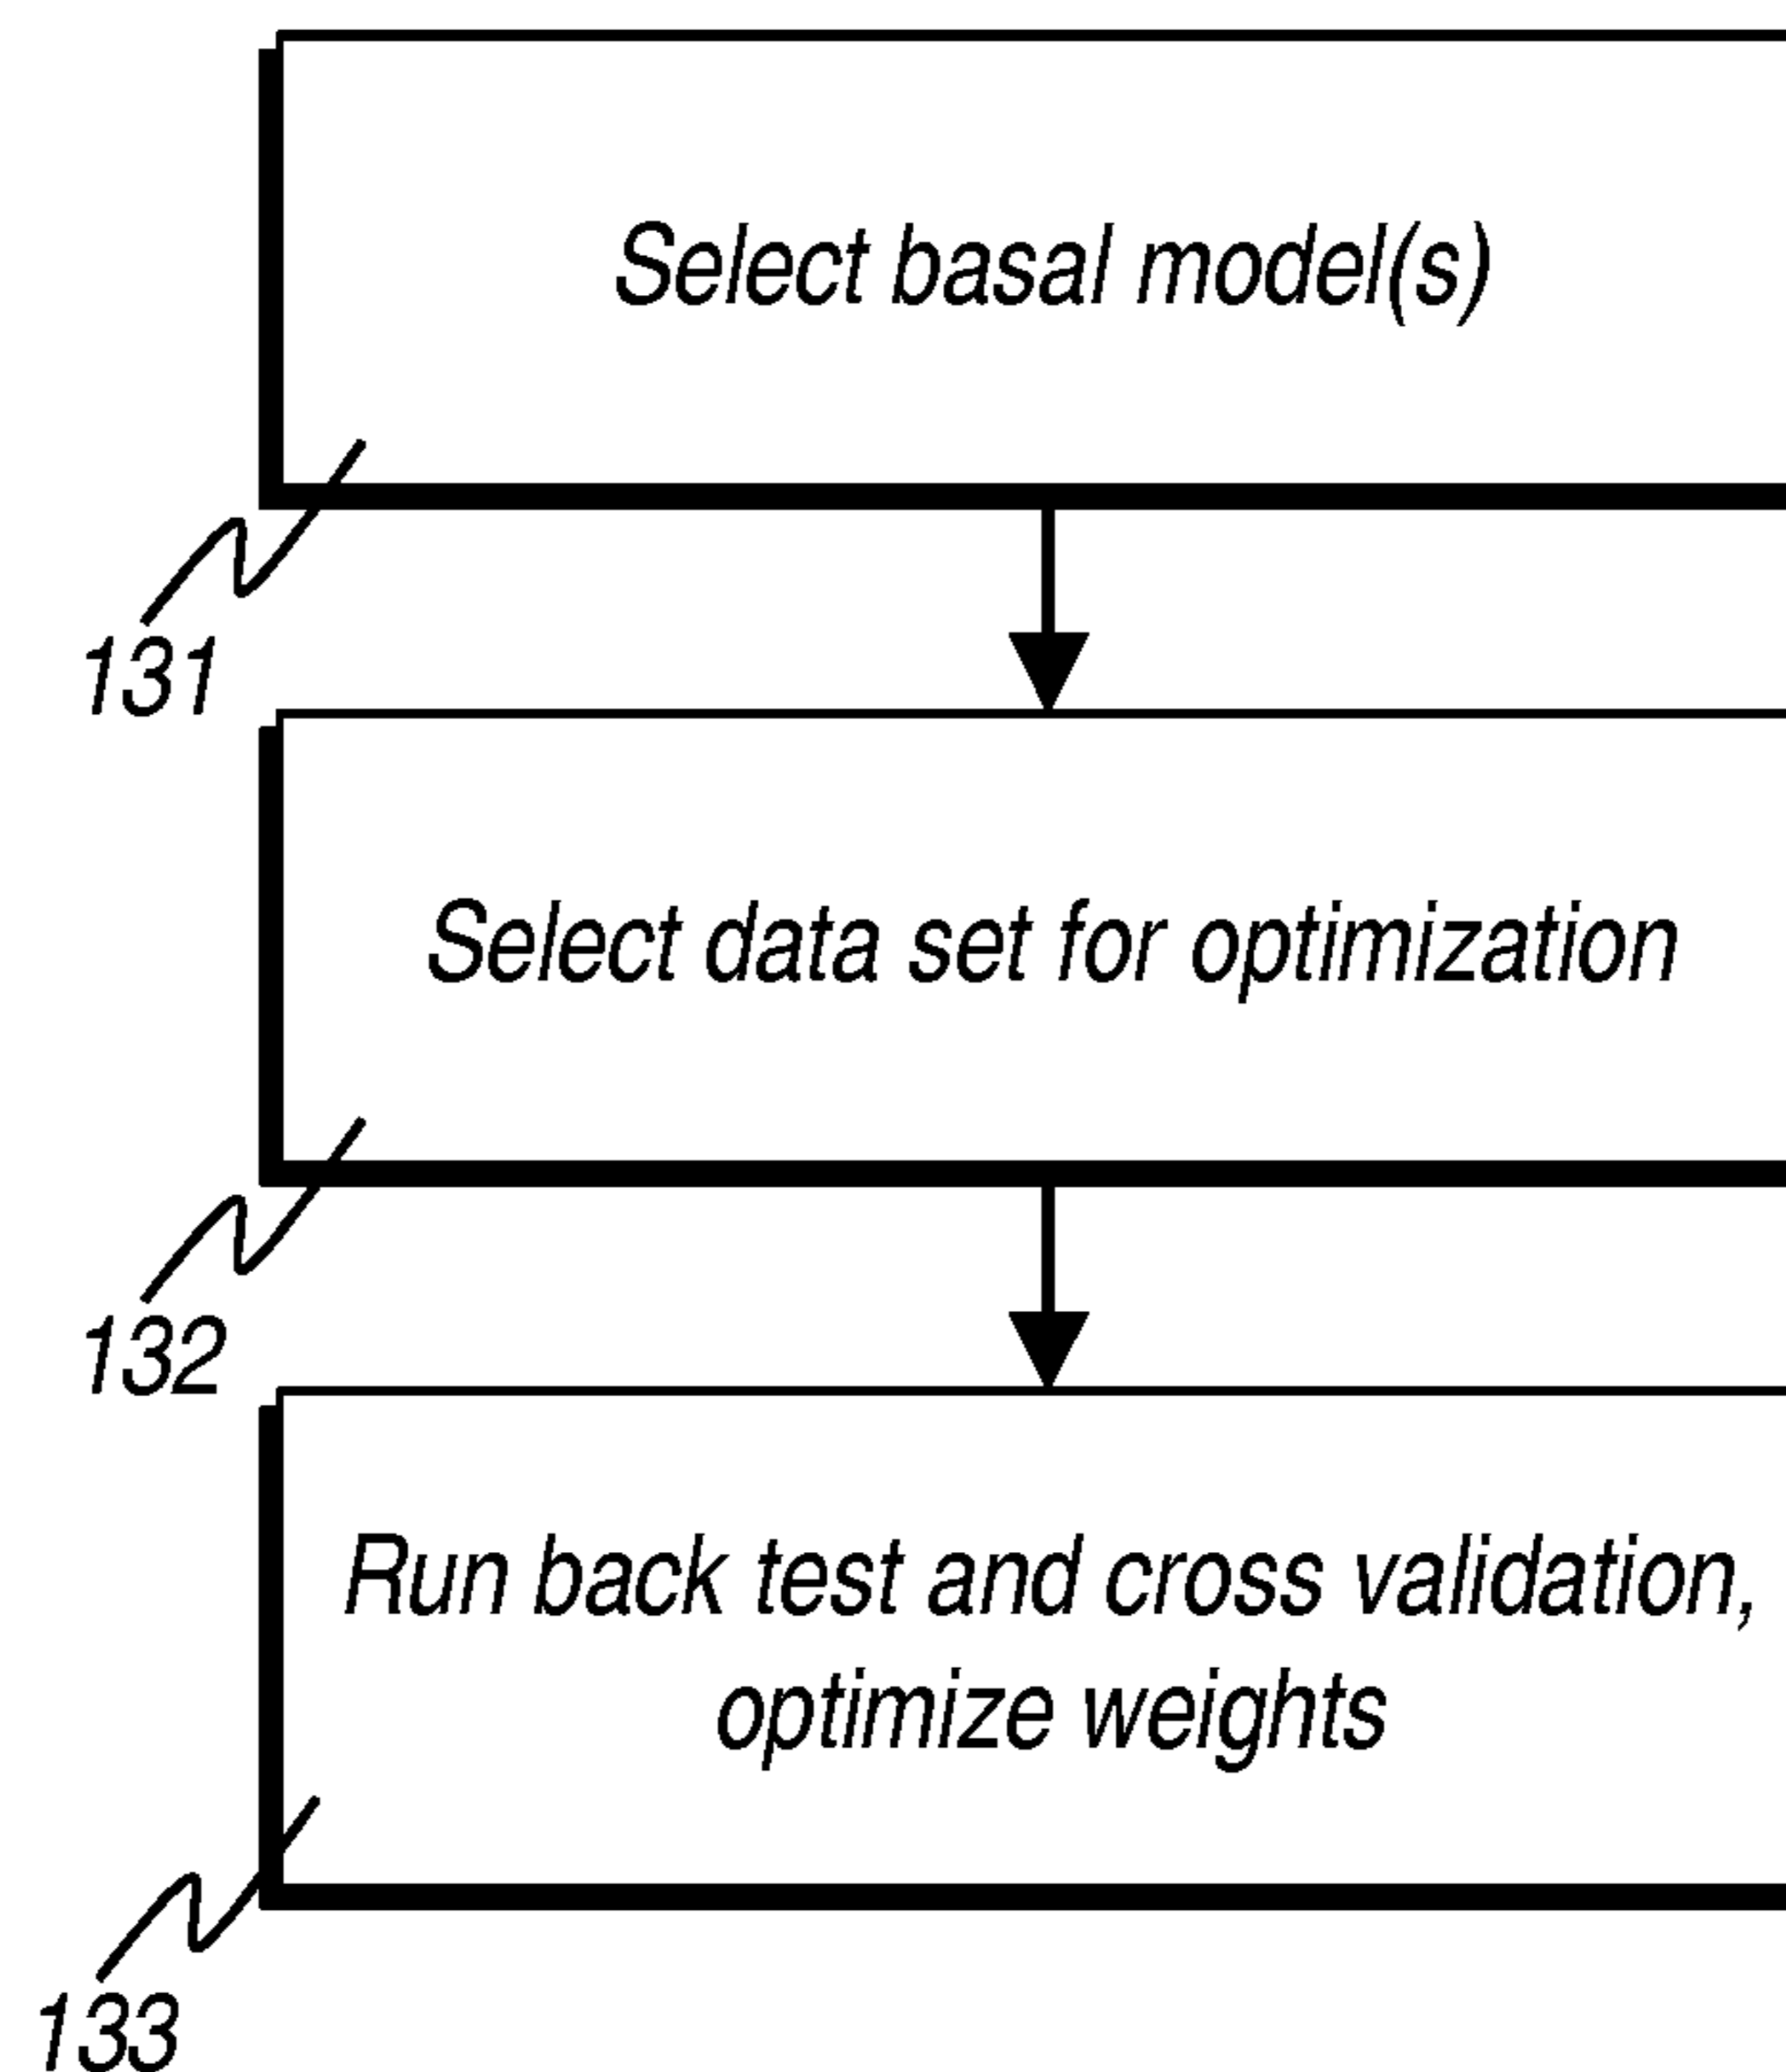 Select basal model(s)
131
Select data set for optimization
132
Run back test and cross validation,
optimize weights
133